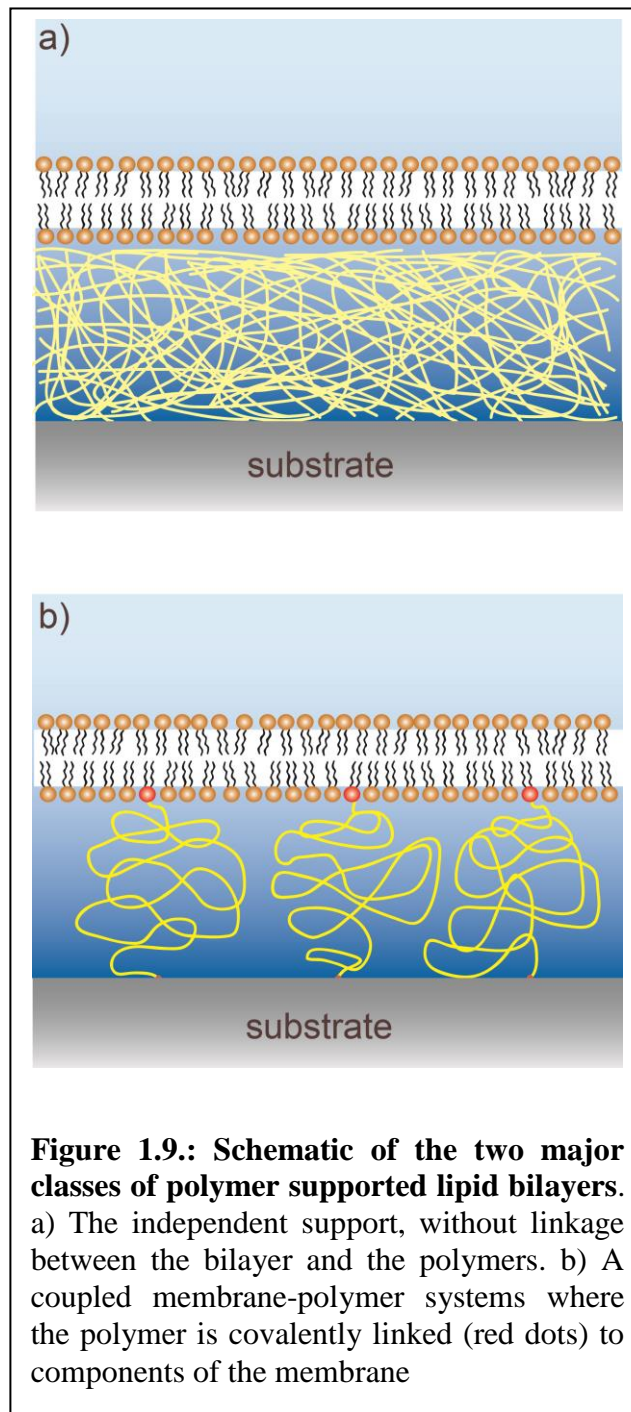 a)
substrate
b)
substrate
Figure 1.9.: Schematic of the two major
classes of polymer supported lipid bilayers.
a) The independent support, without linkage
between the bilayer and the polymers. b) A
coupled membrane-polymer systems where
the polymer is covalently linked (red dots) to
components of the membrane